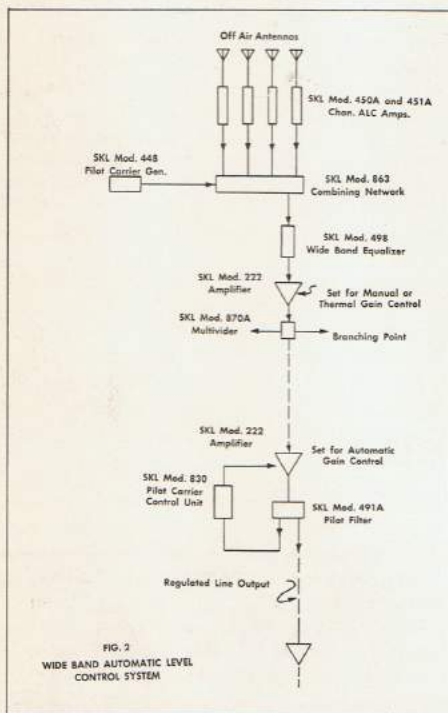 Off Air Antennas
SKL Mod. 450A and 451A
Chan. ALC Amps.
SKL Mod. 448
Pilot Carrier Gen.
SKL Mod. 863
Combining Network
SKL Mod. 498
Wide Band Equalizer
SKL Mod. 222
Amplifier
Set for Manual or
Thermal Gain Control
SKL Mod. 870A
Multivider
Branching Point
SKL Mod. 222
Amplifier
Set for Automatic
Gain Control
SKL Mod. 830
Pilot Carrier
Control Unit
SKL Mod. 491A
Pilot Filter
Regulated Line Output
FIG. 2
WIDE BAND AUTOMATIC LEVEL
CONTROL SYSTEM